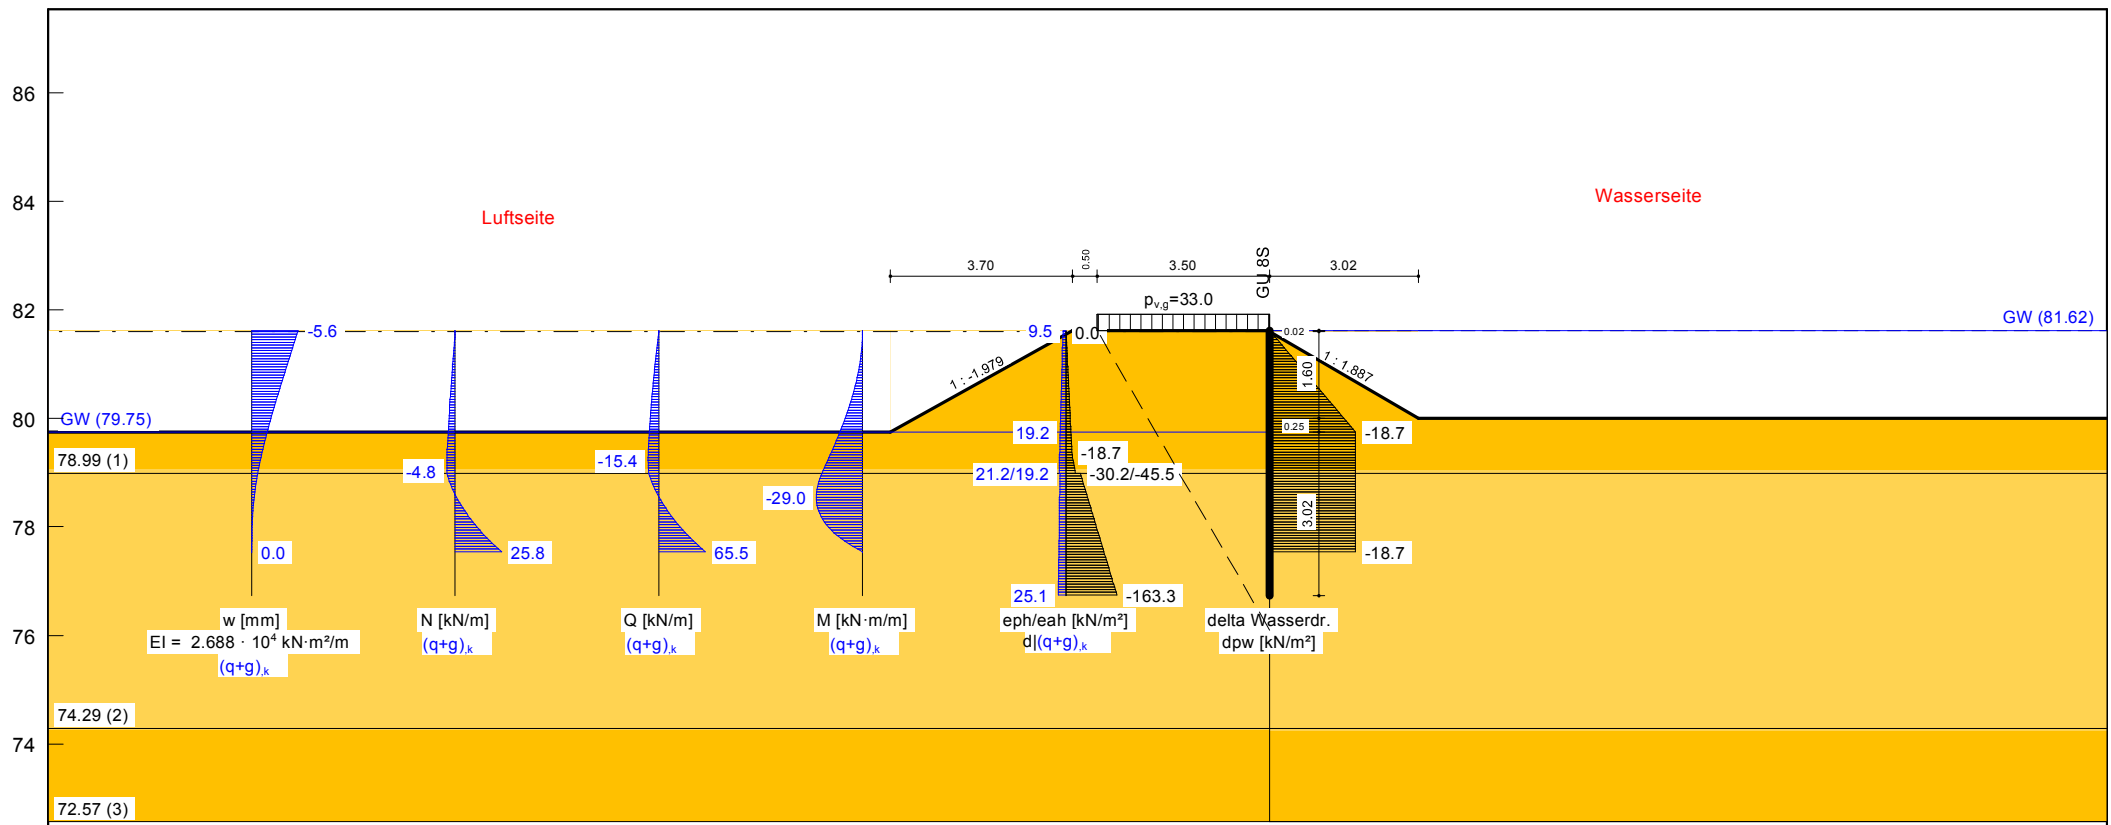 86
84
82
80
78
76
74
Luftseite
Wasserseite
3.70
0.50
3.50
GU 8S
3.02
pv,g=33.0
GW (81.62)
-5.6
9.5
0.0
0.02
1 : -1.979
1.60
1 : 1.887
GW (79.75)
19.2
0.25
-18.7
78.99 (1)
-4.8
-15.4
-18.7
21.2/19.2
-30.2/-45.5
-29.0
3.02
0.0
25.8
65.5
-18.7
25.1
-163.3
w [mm]
EI = 2.688 · 10⁴ kN·m²/m
(q+g),k
N [kN/m]
(q+g),k
Q [kN/m]
(q+g),k
M [kN·m/m]
(q+g),k
eph/eah [kN/m²]
d|(q+g),k
delta Wasserdr.
dpw [kN/m²]
74.29 (2)
72.57 (3)